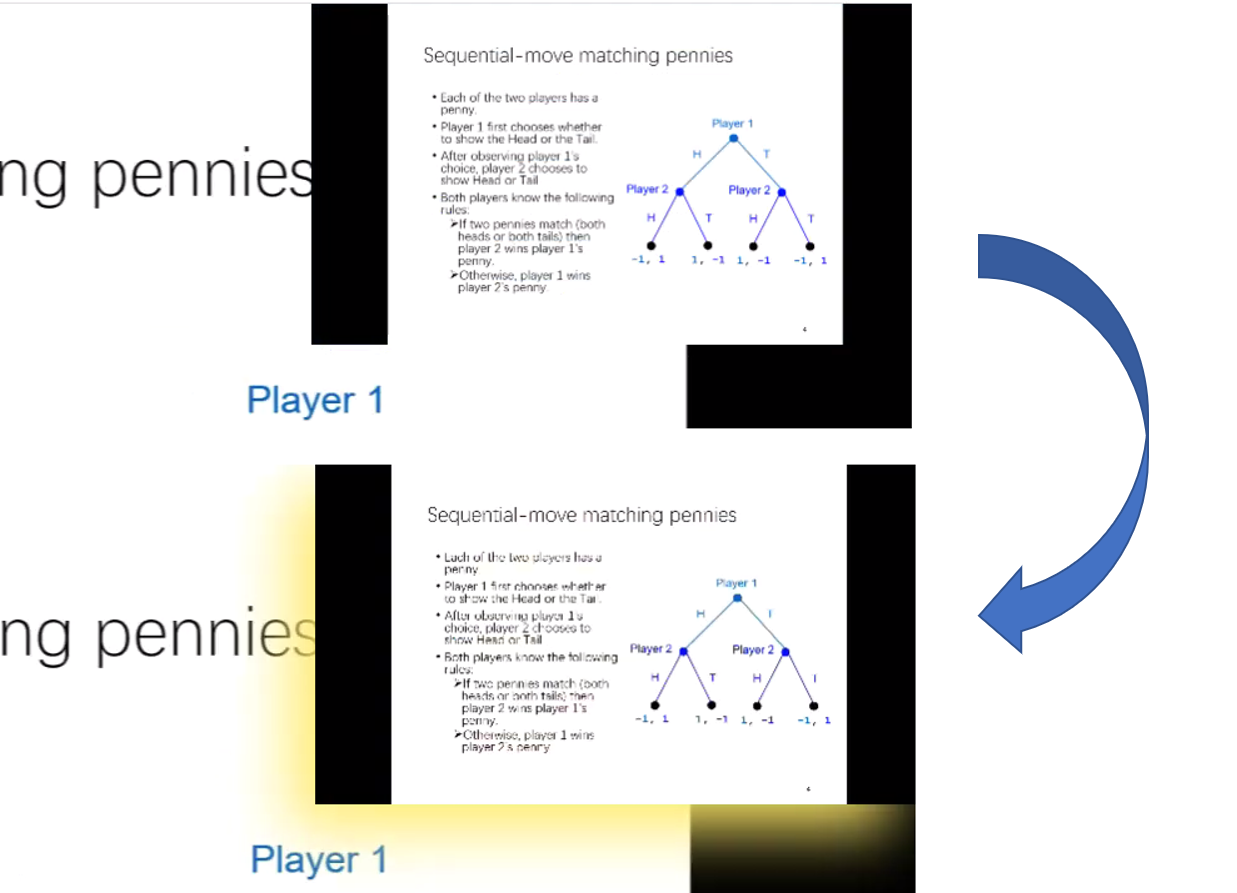 Sequential-move matching pennies
• Each of the two players has a
penny.
• Player 1 first chooses whether
to show the Head or the Tail.
• After observing player 1's
choice, player 2 chooses to
show Head or Tail
• Both players know the following
rules:
➤If two pennies match (both
heads or both tails) then
player 2 wins player 1's
penny.
➤Otherwise, player 1 wins
player 2's penny.
Player 1
H T
Player 2 Player 2
H T H T
-1, 1 1, -1 1, -1 -1, 1
4
ng pennies
Player 1
Sequential-move matching pennies
• Each of the two players has a
penny
• Player 1 first chooses whether
to show the Head or the Tail.
• After observing player 1's
choice, player 2 chooses to
show Head or Tail
• Both players know the following
rules:
➤If two pennies match (both
heads or both tails) then
player 2 wins player 1's
penny.
➤Otherwise, player 1 wins
player 2's penny
Player 1
H T
Player 2 Player 2
H T H T
-1, 1 1, -1 1, -1 -1, 1
4
ng pennies
Player 1